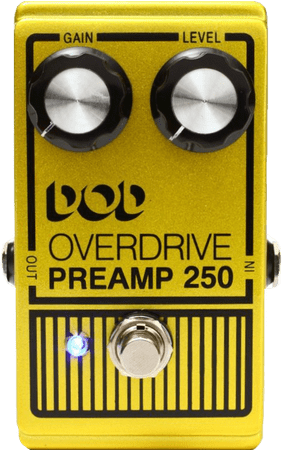 GAIN LEVEL
DOD
OVERDRIVE
PREAMP 250
OUT
IN